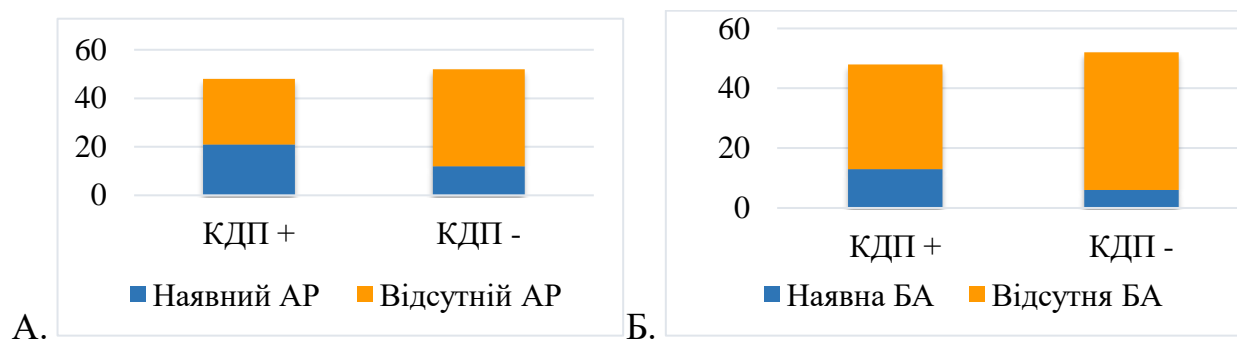 60
40
20
0
КДП +
КДП -
Наявний АР
Відсутній АР
А.
60
40
20
0
КДП +
КДП -
Наявна БА
Відсутня БА
Б.